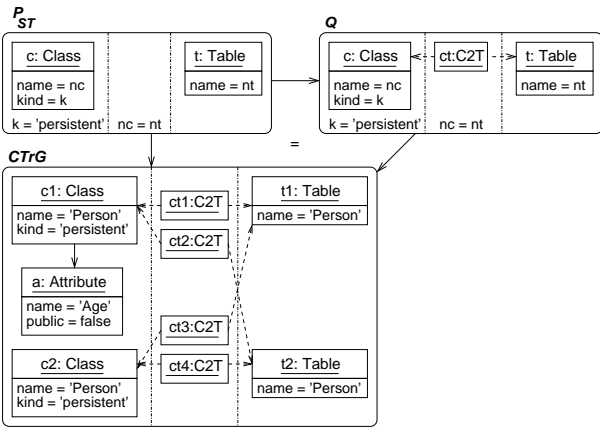 P ST
c: Class
name = nc
kind = k
t: Table
name = nt
k = 'persistent'
nc = nt
Q
c: Class
name = nc
kind = k
ct:C2T
t: Table
name = nt
k = 'persistent'
nc = nt
=
CTrG
c1: Class
name = 'Person'
kind = 'persistent'
ct1:C2T
t1: Table
name = 'Person'
ct2:C2T
a: Attribute
name = 'Age'
public = false
ct3:C2T
c2: Class
name = 'Person'
kind = 'persistent'
ct4:C2T
t2: Table
name = 'Person'